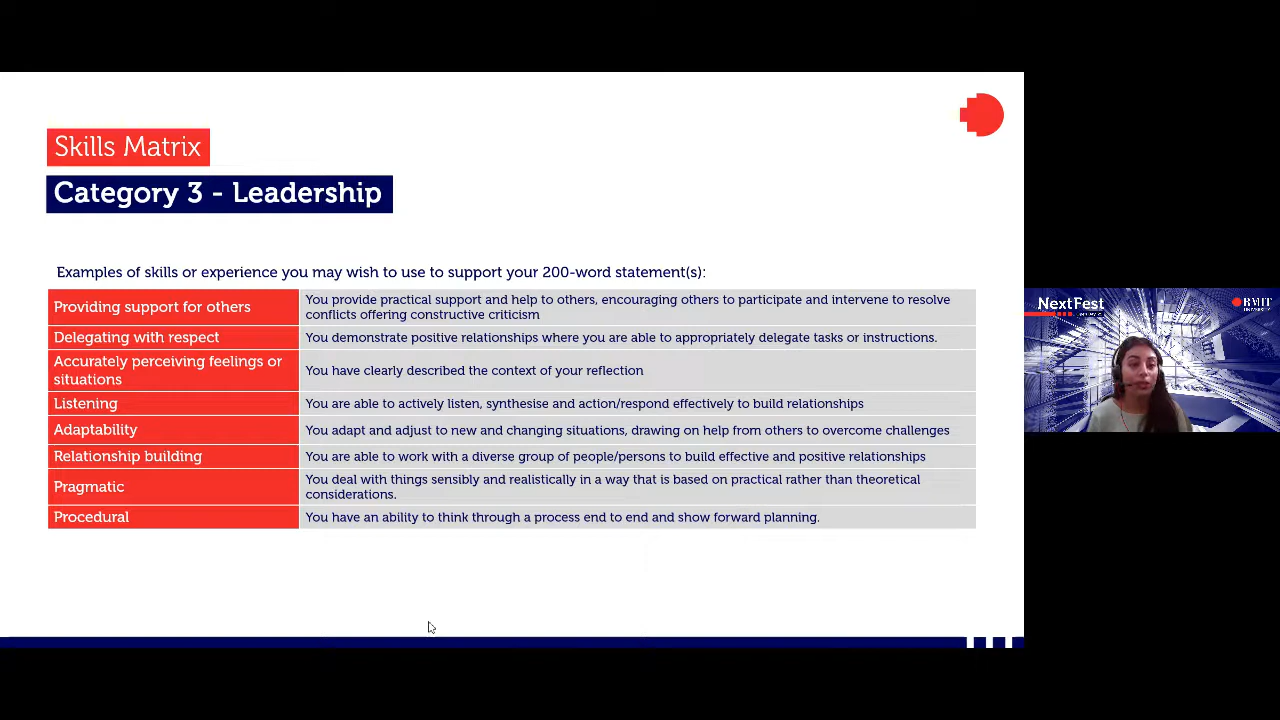 Skills Matrix
Category 3 - Leadership
Examples of skills or experience you may wish to use to support your 200-word statement(s):
Providing support for others
You provide practical support and help to others, encouraging others to participate and intervene to resolve
conflicts offering constructive criticism
Delegating with respect
You demonstrate positive relationships where you are able to appropriately delegate tasks or instructions.
Accurately perceiving feelings or
situations
You have clearly described the context of your reflection
Listening
You are able to actively listen, synthesise and action/respond effectively to build relationships
Adaptability
You adapt and adjust to new and changing situations, drawing on help from others to overcome challenges
Relationship building
You are able to work with a diverse group of people/persons to build effective and positive relationships
Pragmatic
You deal with things sensibly and realistically in a way that is based on practical rather than theoretical
considerations.
Procedural
You have an ability to think through a process end to end and show forward planning.
NextFest
RMIT
UNIVERSITY